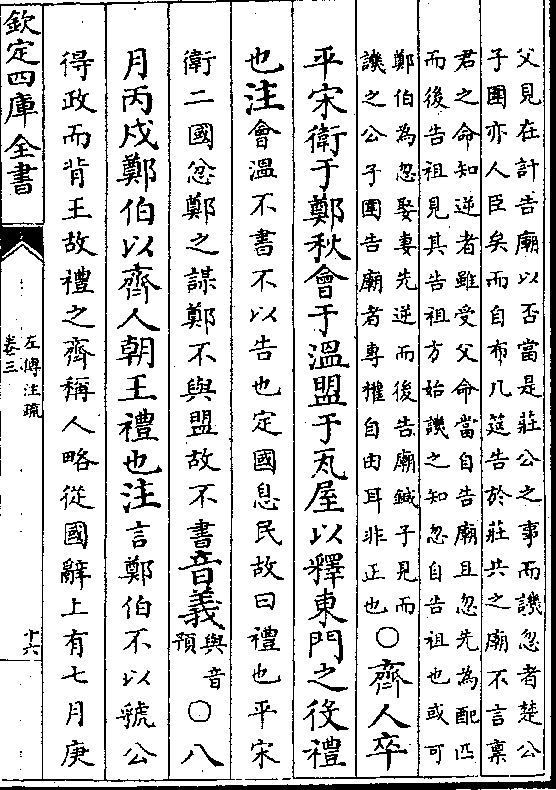 父見在計告廟以否當是莊公之事而譏忽者楚公
子圍亦人臣矣而自布几筵告於莊共之廟不言稟
君之命知逆者雖受父命當自告廟且忽先為配匹
而後告祖見其告祖方始譏之知忽自告祖也或可
鄭伯為忽娶妻先逆而後告廟鍼子見而
譏之公子圍告廟者專權自由耳非正也〇齊人卒
平宋衛于鄭秋會于溫盟于瓦屋以釋東門之役禮
也注會溫不書不以告也定國息民故曰禮也平宋
衛二國忿鄭之謀鄭不與盟故不書音義與音預〇八
月丙戌鄭伯以齊人朝王禮也注言鄭伯不以虢公
得政而背王故禮之齊稱人略從國辭上有七月庚
欽定四庫全書
左傳注疏
卷三
十六